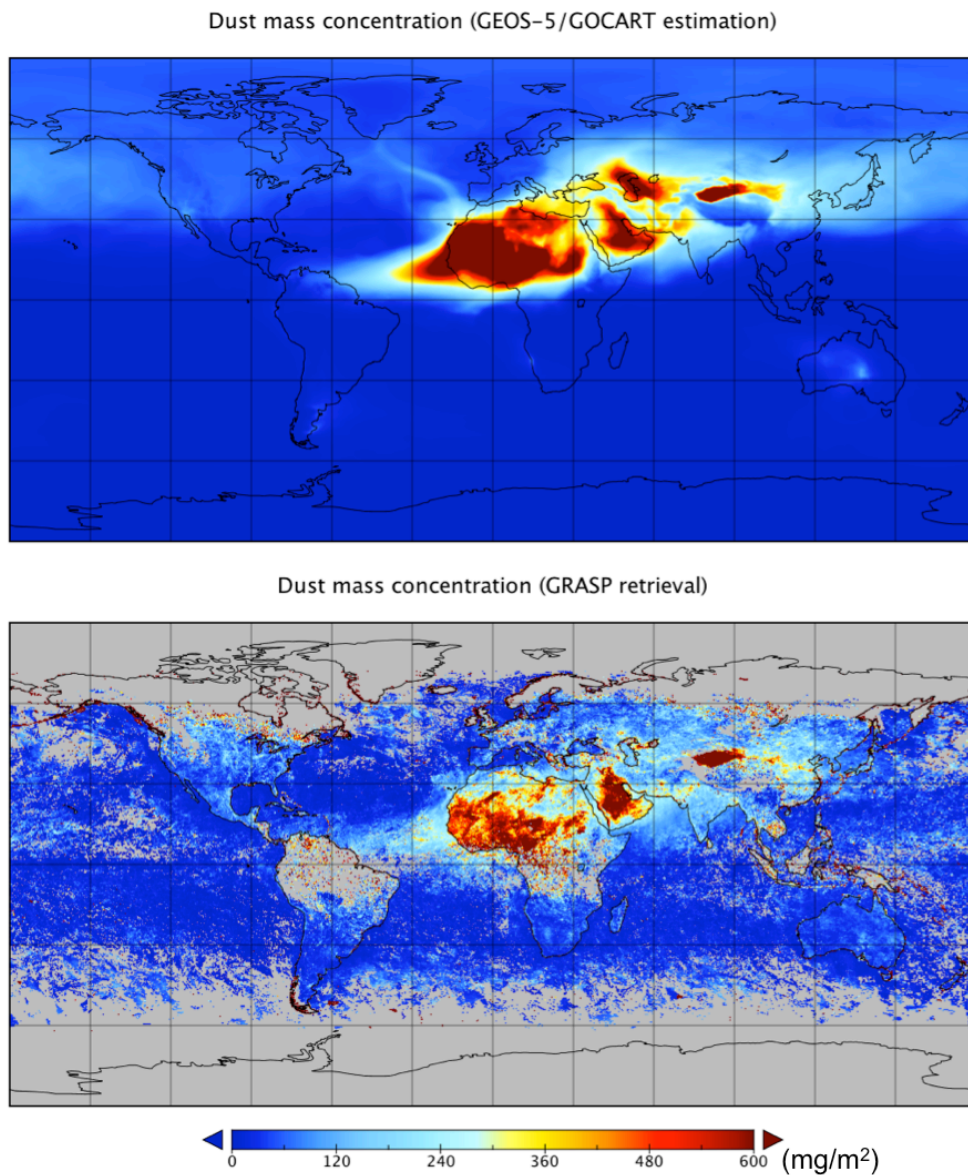 Dust mass concentration (GEOS-5/GOCART estimation)
Dust mass concentration (GRASP retrieval)
0 120 240 360 480 600 (mg/m²)